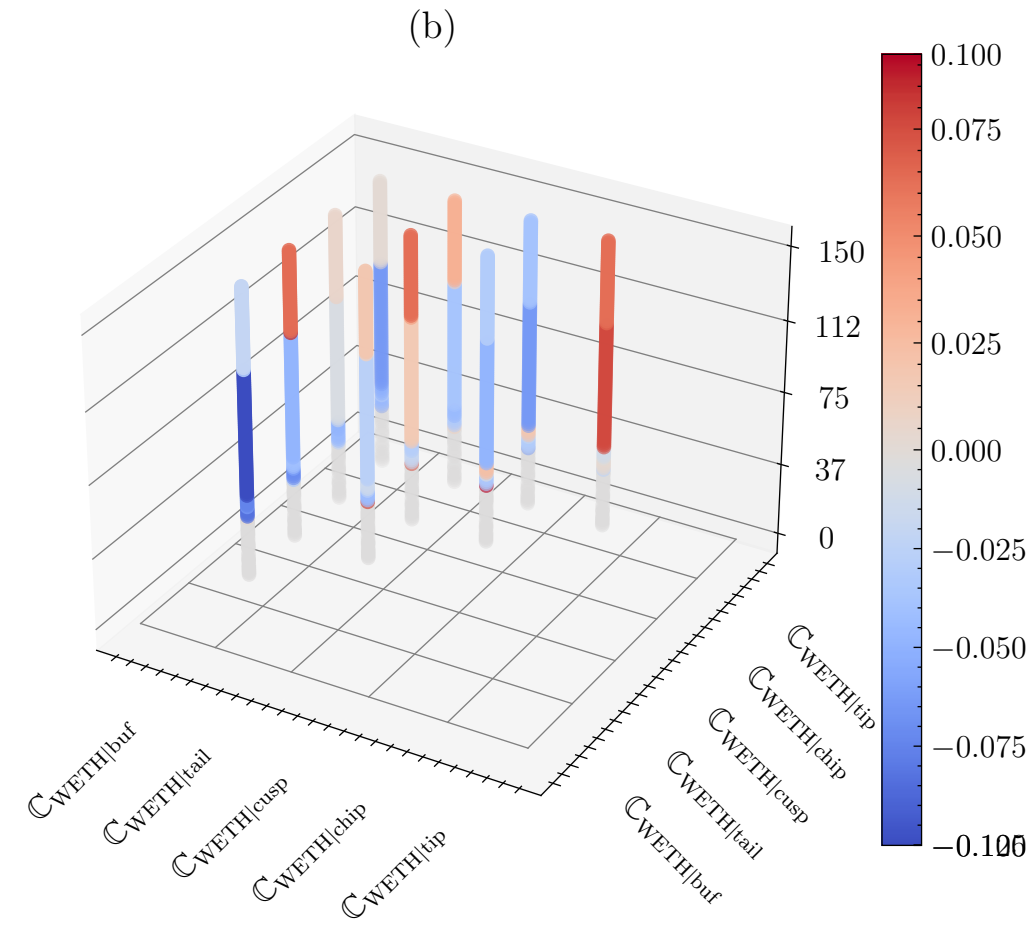 (b)
0.100
0.075
0.050
0.025
0.000
−0.025
−0.050
−0.075
150
112
75
37
0
ℂWETH|buf
ℂWETH|tail
ℂWETH|cusp
ℂWETH|chip
ℂWETH|tip
ℂWETH|tip
ℂWETH|chip
ℂWETH|cusp
ℂWETH|tail
ℂWETH|buf